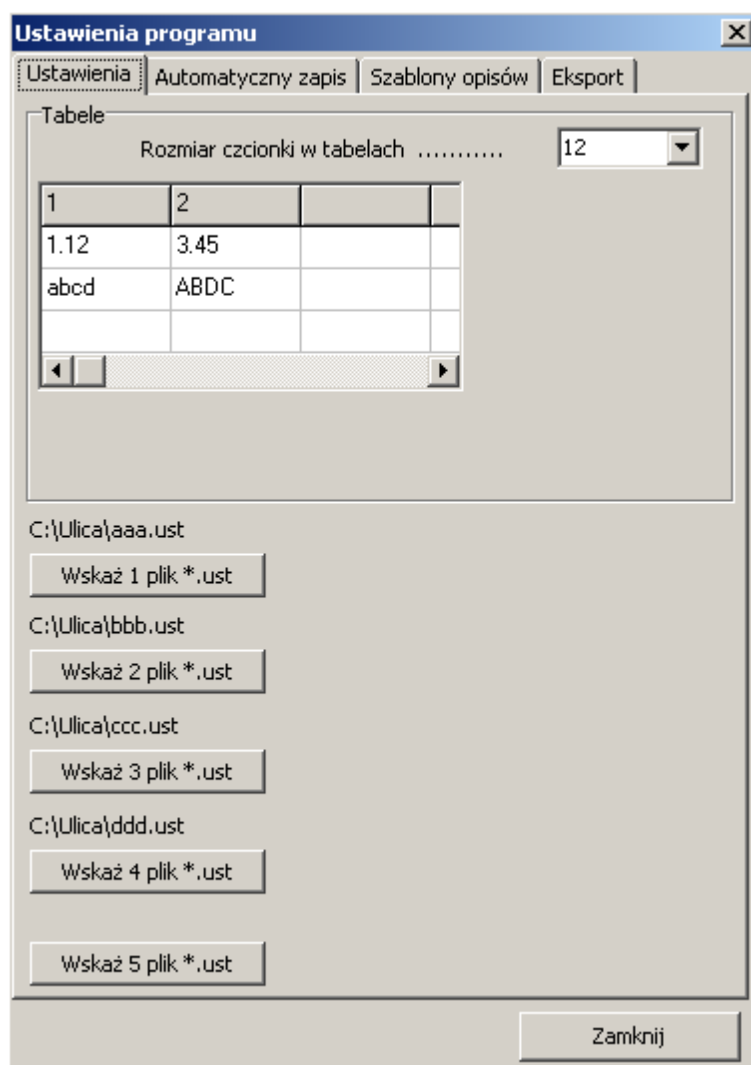 Ustawienia programu
Ustawienia Automatyczny zapis Szablony opisów Eksport
Tabele
Rozmiar czcionki w tabelach ........... 12
1 2
1.12 3.45
abcd ABDC
C:\Ulica\aaa.ust
Wskaż 1 plik *.ust
C:\Ulica\bbb.ust
Wskaż 2 plik *.ust
C:\Ulica\ccc.ust
Wskaż 3 plik *.ust
C:\Ulica\ddd.ust
Wskaż 4 plik *.ust
Wskaż 5 plik *.ust
Zamknij